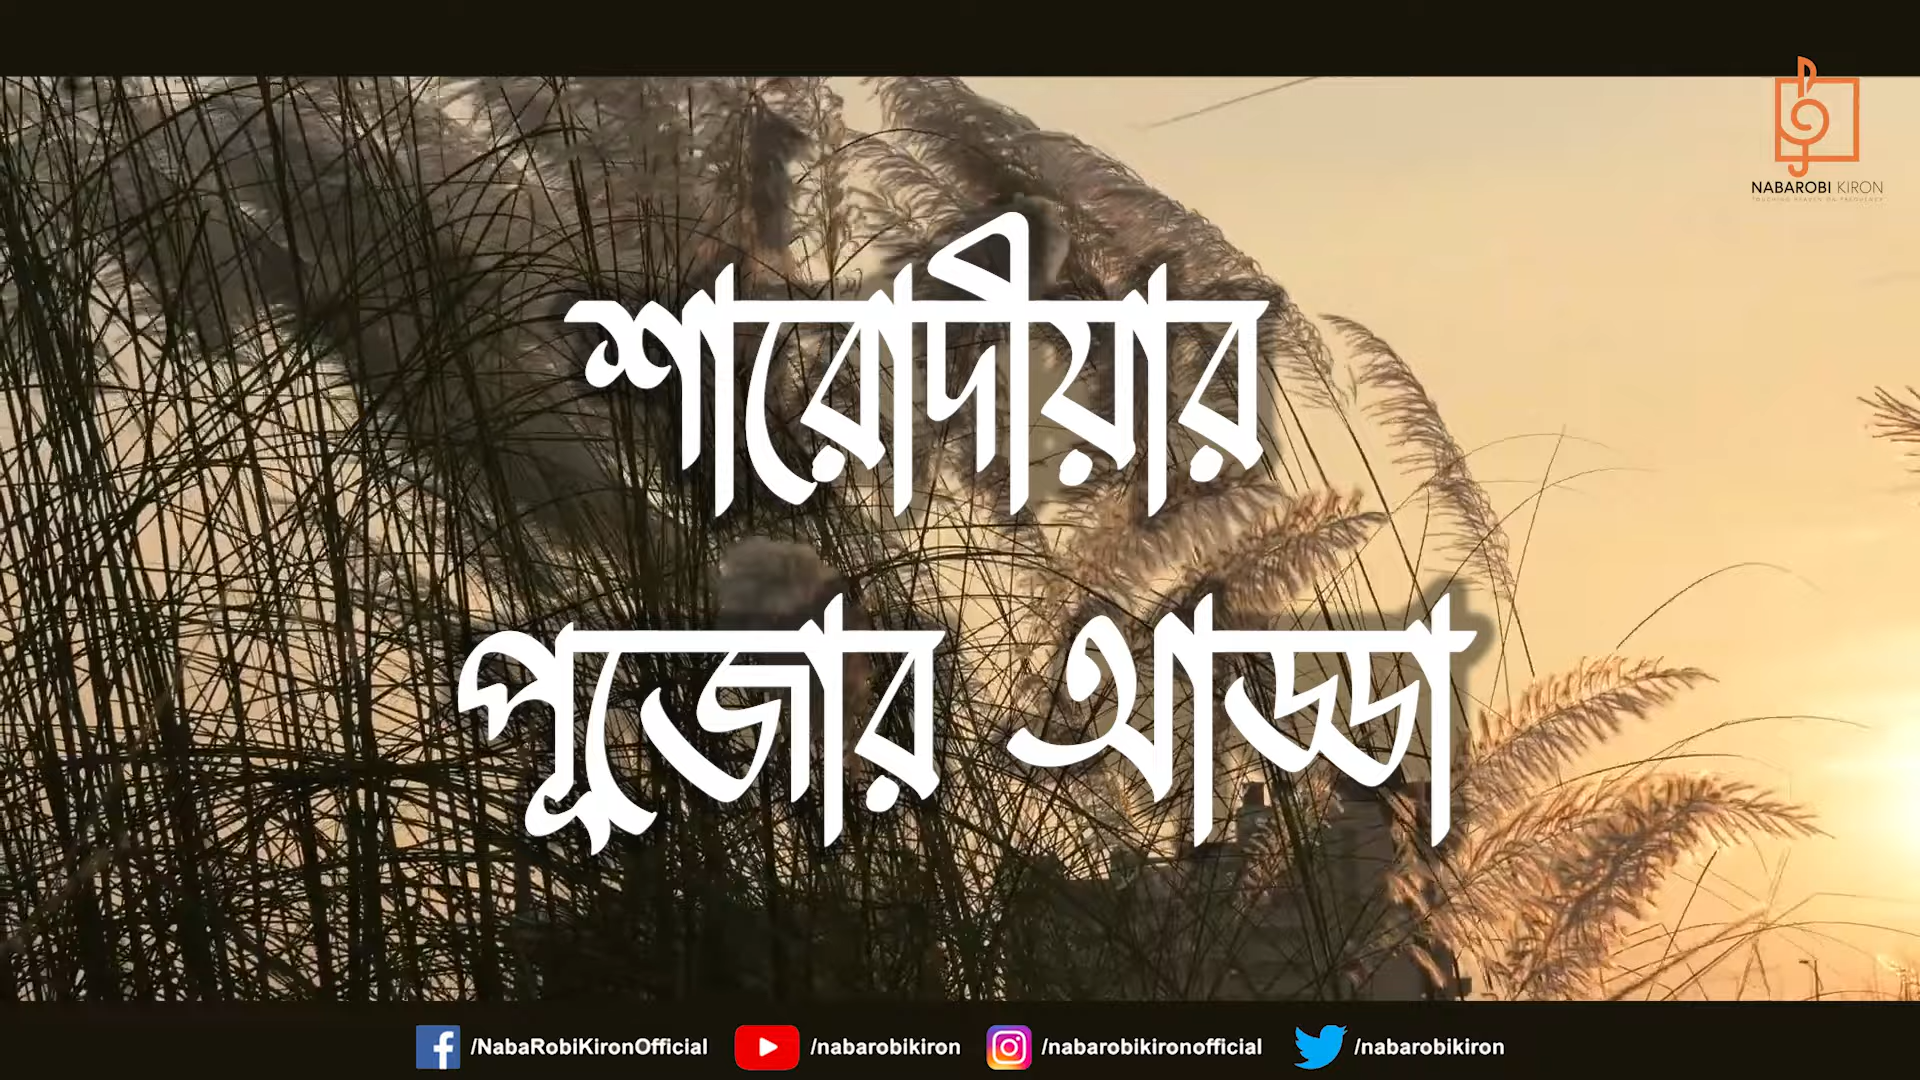 NABAROBI KIRON
শারোদীয়ার
পূজোর আড্ডা
/NabaRobiKironOfficial /nabarobikiron /nabarobikironofficial /nabarobikiron